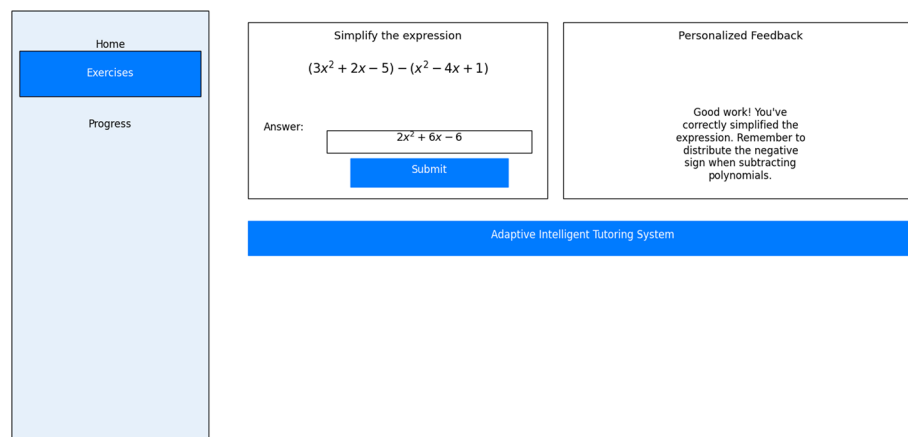 Home
Exercises
Progress
Simplify the expression
(3x² + 2x − 5) − (x² − 4x + 1)
Answer:
2x² + 6x − 6
Submit
Personalized Feedback
Good work! You've
correctly simplified the
expression. Remember to
distribute the negative
sign when subtracting
polynomials.
Adaptive Intelligent Tutoring System